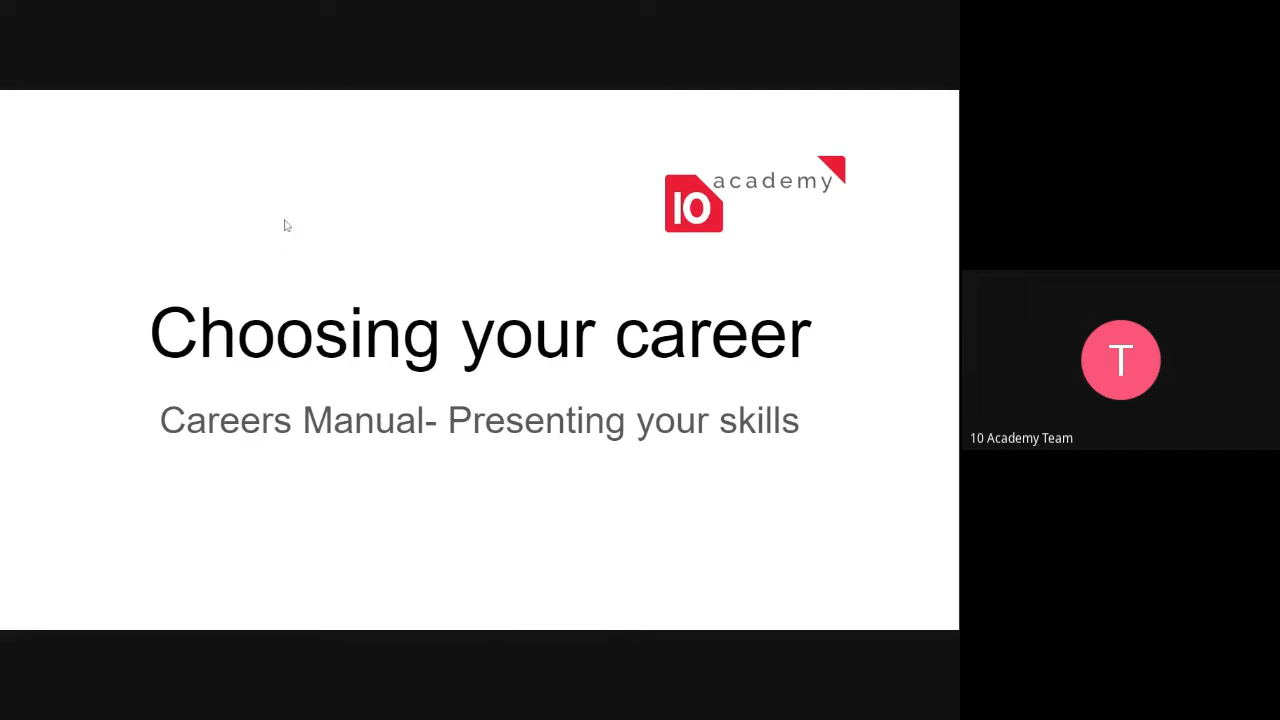 academy
10
Choosing your career
Careers Manual- Presenting your skills
T
10 Academy Team